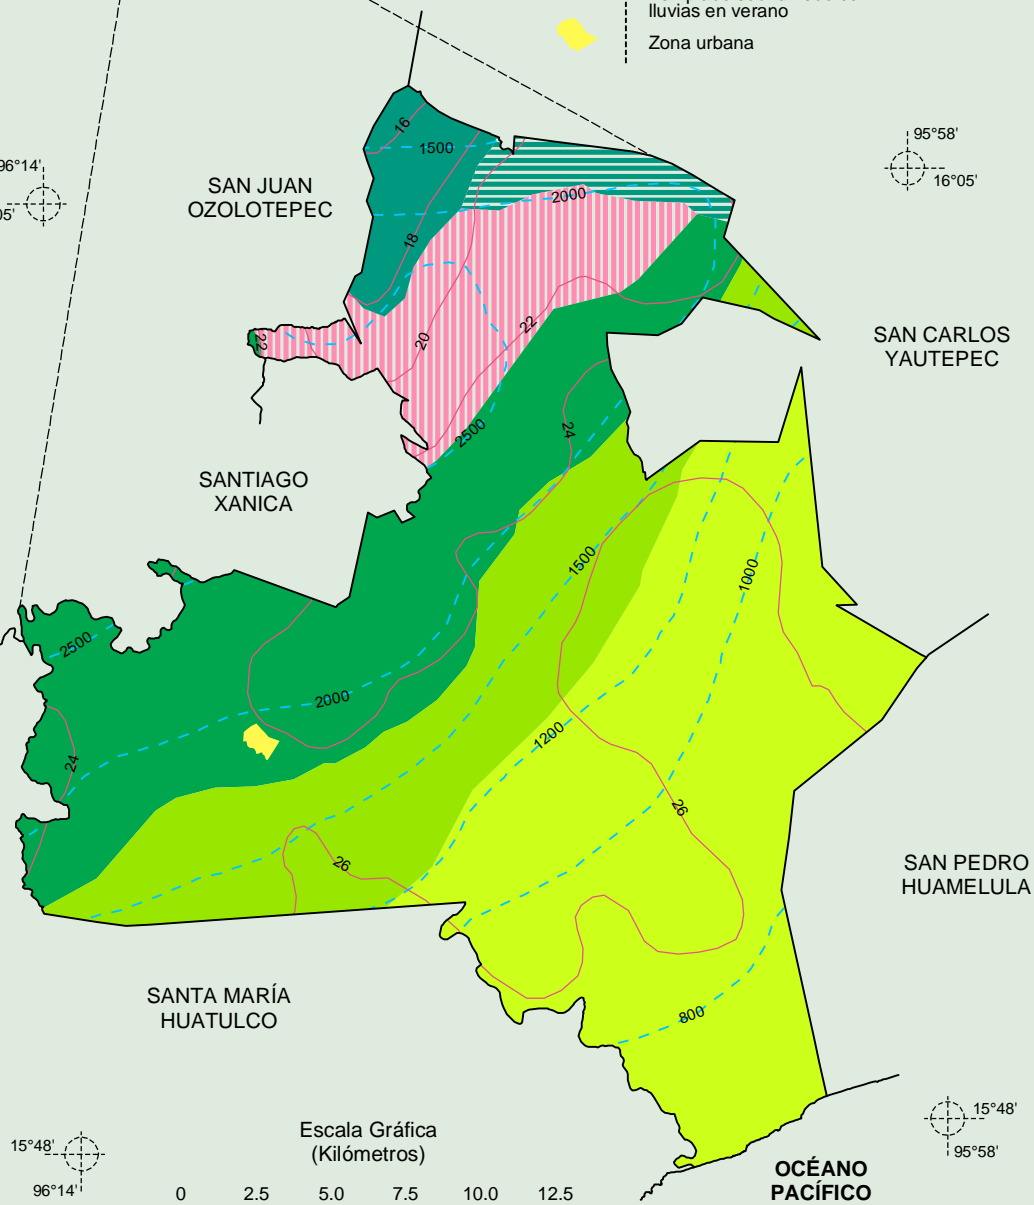 lluvias en verano
Zona urbana
96°14'
95°58'
16°05'
SAN JUAN
OZOLOTEPEC
16
1500
2000
18
20
22
22
2500
24
SAN CARLOS
YAUTEPEC
SANTIAGO
XANICA
1500
1000
2500
2000
24
1200
26
26
SAN PEDRO
HUAMELULA
SANTA MARÍA
HUATULCO
800
15°48'
96°14'
15°48'
95°58'
Escala Gráfica
(Kilómetros)
0 2.5 5.0 7.5 10.0 12.5
OCÉANO
PACÍFICO